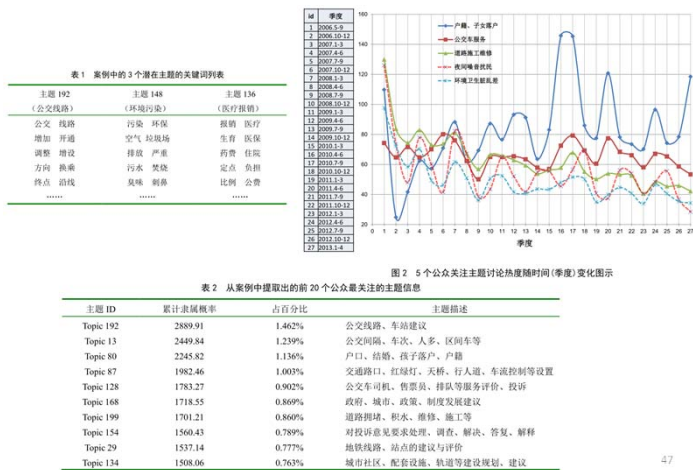 表 1 案例中的 3 个潜在主题的关键词列表
主题 192 主题 148 主题 136
(公交线路) (环境污染) (医疗报销)
公交 线路 污染 环保 报销 医疗
增加 开通 空气 垃圾场 生育 医保
调整 增设 排放 严重 药费 住院
方向 换乘 污水 焚烧 定点 负担
终点 沿线 臭味 刺鼻 比例 公费
...... ...... ......
id 季度
1 2006.5-9
2 2006.10-12
3 2007.1-3
4 2007.4-6
5 2007.7-9
6 2007.10-12
7 2008.1-3
8 2008.4-6
9 2008.7-9
10 2008.10-12
11 2009.1-3
12 2009.4-6
13 2009.7-9
14 2009.10-12
15 2010.1-3
16 2010.4-6
17 2010.7-9
18 2010.10-12
19 2011.1-3
20 2011.4-6
21 2011.7-9
22 2011.10-12
23 2012.1-3
24 2012.4-6
25 2012.7-9
26 2012.10-12
27 2013.1-4
160
140
120
100
80
60
40
20
户籍、子女落户
公交车服务
道路施工维修
夜间噪音扰民
环境卫生脏乱差
0 1 2 3 4 5 6 7 8 9 10 11 12 13 14 15 16 17 18 19 20 21 22 23 24 25 26 27
季度
图 2 5 个公众关注主题讨论热度随时间(季度)变化图示
表 2 从案例中提取出的前 20 个公众最关注的主题信息
主题 ID 累计隶属概率 占百分比 主题描述
Topic 192 2889.91 1.462% 公交线路、车站建议
Topic 13 2449.84 1.239% 公交间隔、车次、人多、区间车等
Topic 80 2245.82 1.136% 户口、结婚、孩子落户、户籍
Topic 87 1982.46 1.003% 交通路口、红绿灯、天桥、行人道、车流控制等设置
Topic 128 1783.27 0.902% 公交车司机、售票员、排队等服务评价、投诉
Topic 168 1718.55 0.869% 政府、城市、政策、制度发展建议
Topic 199 1701.21 0.860% 道路拥堵、积水、维修、施工等
Topic 154 1560.43 0.789% 对投诉意见要求处理、调查、解决、答复、解释
Topic 29 1537.14 0.777% 地铁线路、站点的建议与评价
Topic 134 1508.06 0.763% 城市社区、配套设施、轨道等建设规划、建议
47